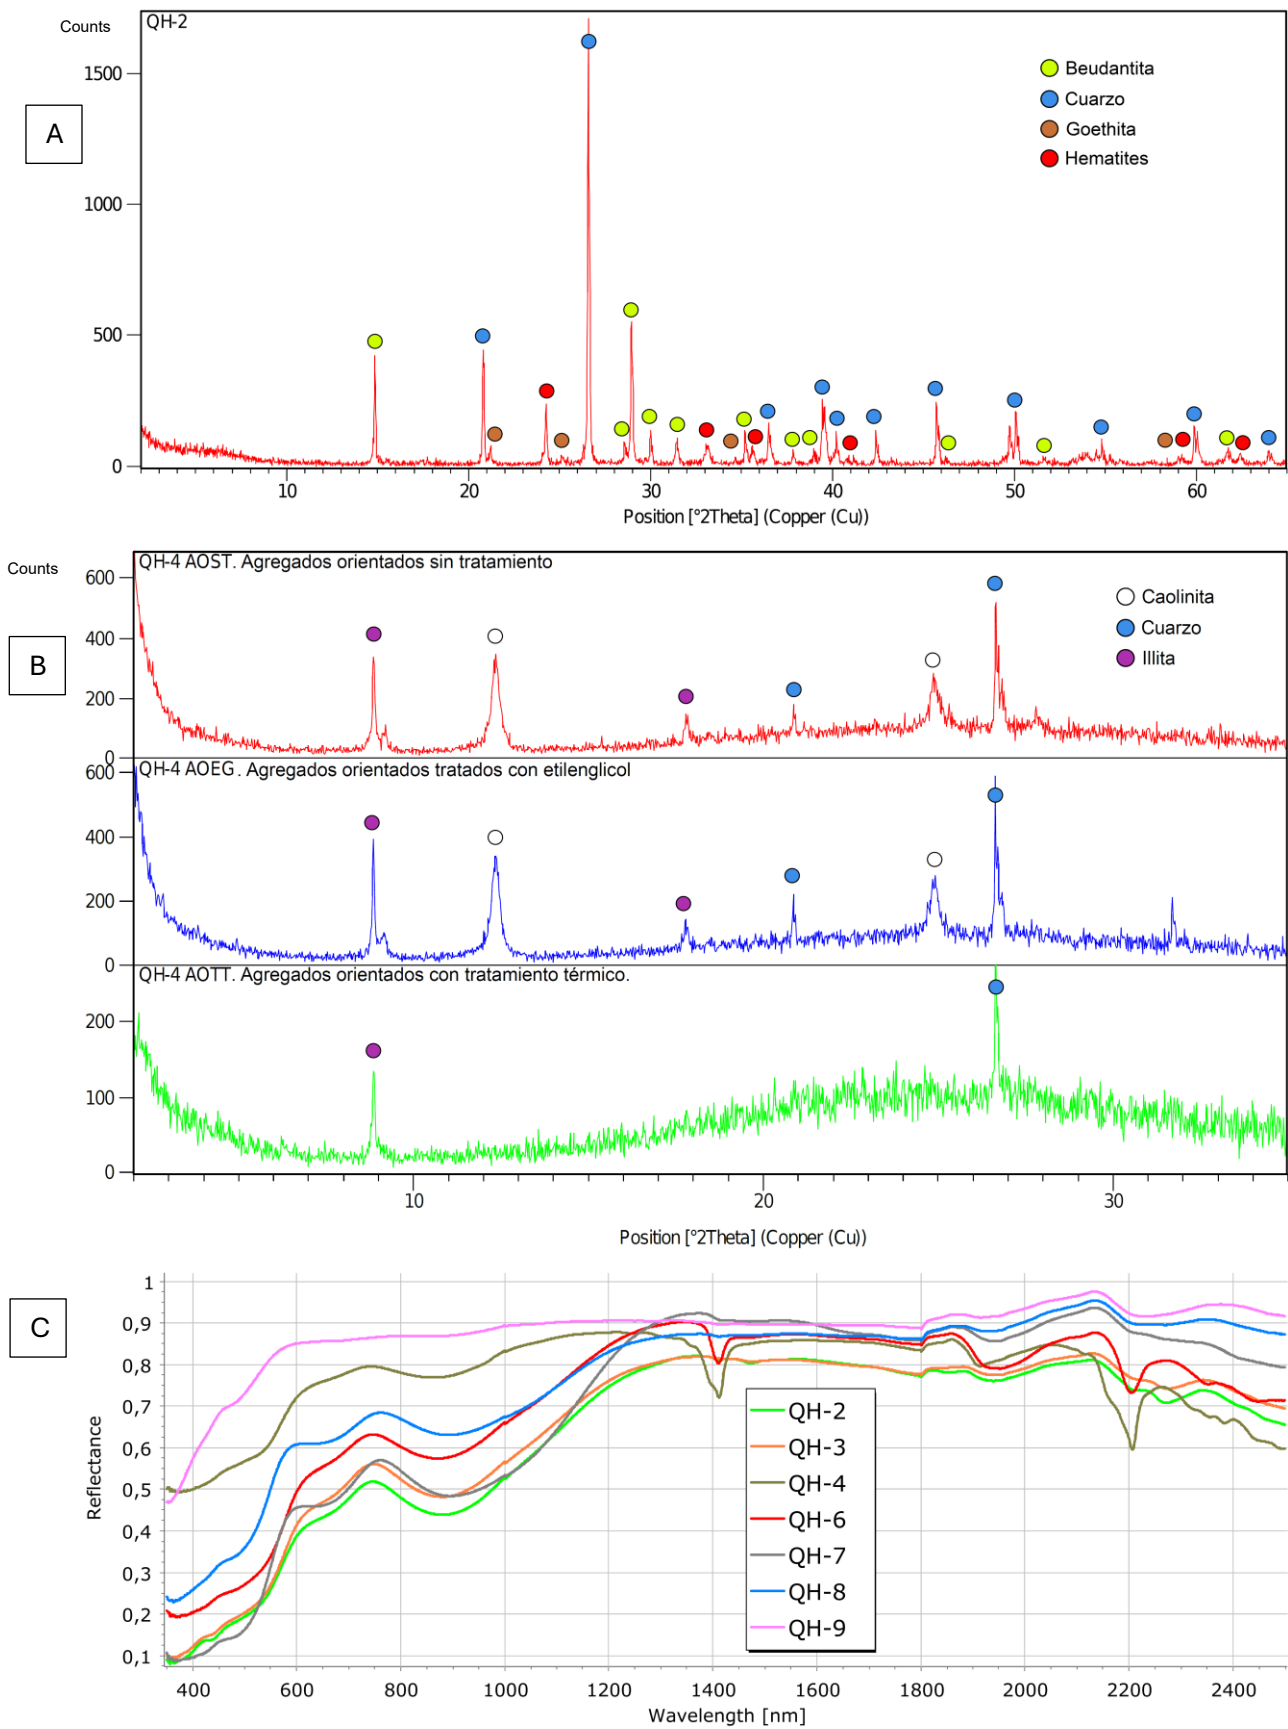 Counts
QH-2
A
1500
1000
500
0
Beudantita
Cuarzo
Goethita
Hematites
10 20 30 40 50 60
Position [°2Theta] (Copper (Cu))
Counts
B
QH-4 AOST. Agregados orientados sin tratamiento
600
400
200
0
Caolinita
Cuarzo
Illita
QH-4 AOEG. Agregados orientados tratados con etilenglicol
600
400
200
0
QH-4 AOTT. Agregados orientados con tratamiento térmico.
200
100
0
10 20 30
Position [°2Theta] (Copper (Cu))
C
Reflectance
1
0,9
0,8
0,7
0,6
0,5
0,4
0,3
0,2
0,1
QH-2
QH-3
QH-4
QH-6
QH-7
QH-8
QH-9
400 600 800 1000 1200 1400 1600 1800 2000 2200 2400
Wavelength [nm]